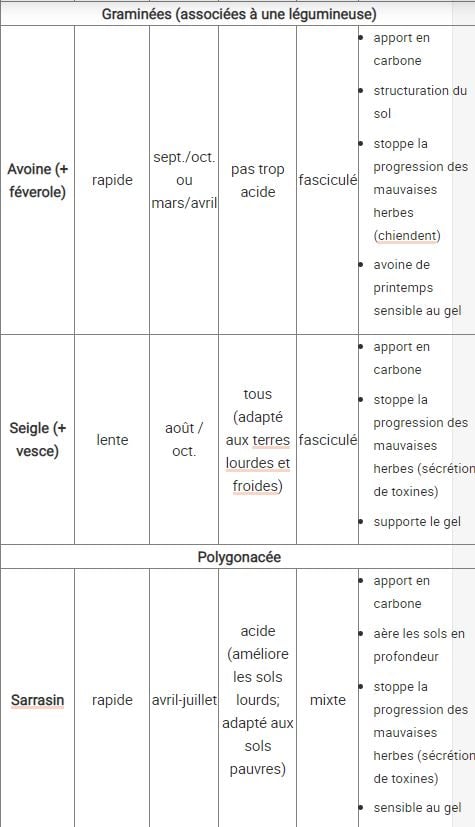 Graminées (associées à une légumineuse)
Avoine (+
féverole)
rapide
sept./oct.
ou
mars/avril
pas trop
acide
fasciculé
apport en
carbone
structuration du
sol
stoppe la
progression des
mauvaises
herbes
(chiendent)
avoine de
printemps
sensible au gel
Seigle (+
vesce)
lente
août /
oct.
tous
(adapté
aux terres
lourdes et
froides)
fasciculé
apport en
carbone
stoppe la
progression des
mauvaises
herbes (sécrétion
de toxines)
supporte le gel
Polygonacée
Sarrasin
rapide
avril-juillet
acide
(améliore
les sols
lourds;
adapté aux
sols
pauvres)
mixte
apport en
carbone
aère les sols en
profondeur
stoppe la
progression des
mauvaises
herbes (sécrétion
de toxines)
sensible au gel